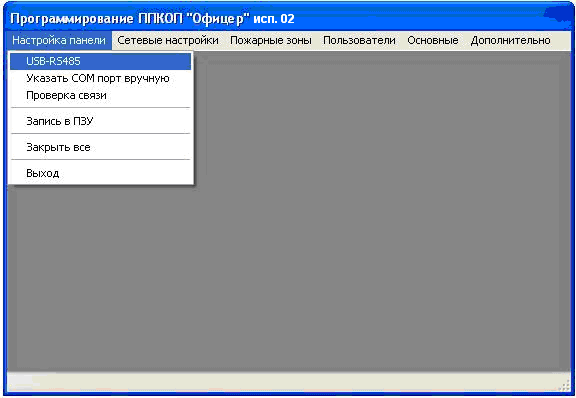 Программирование ППКОП "Офицер" исп. 02
Настройка панели Сетевые настройки Пожарные зоны Пользователи Основные Дополнительно
USB-RS485
Указать COM порт вручную
Проверка связи
Запись в ПЗУ
Закрыть все
Выход